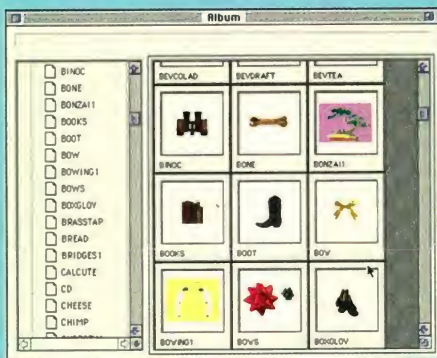 Album
BINOC
BONE
BONZAI1
BOOKS
BOOT
BOW
BOWING1
BOWS
BOXGLOV
BRASSTAP
BREAD
BRIDGES1
CALCUTE
CD
CHEESE
CHIMP
BEVCOLAD BEVDRAFT BEVTEA
BINOC BONE BONZAI1
BOOKS BOOT BOW
BOWING1 BOWS BOXGLOV